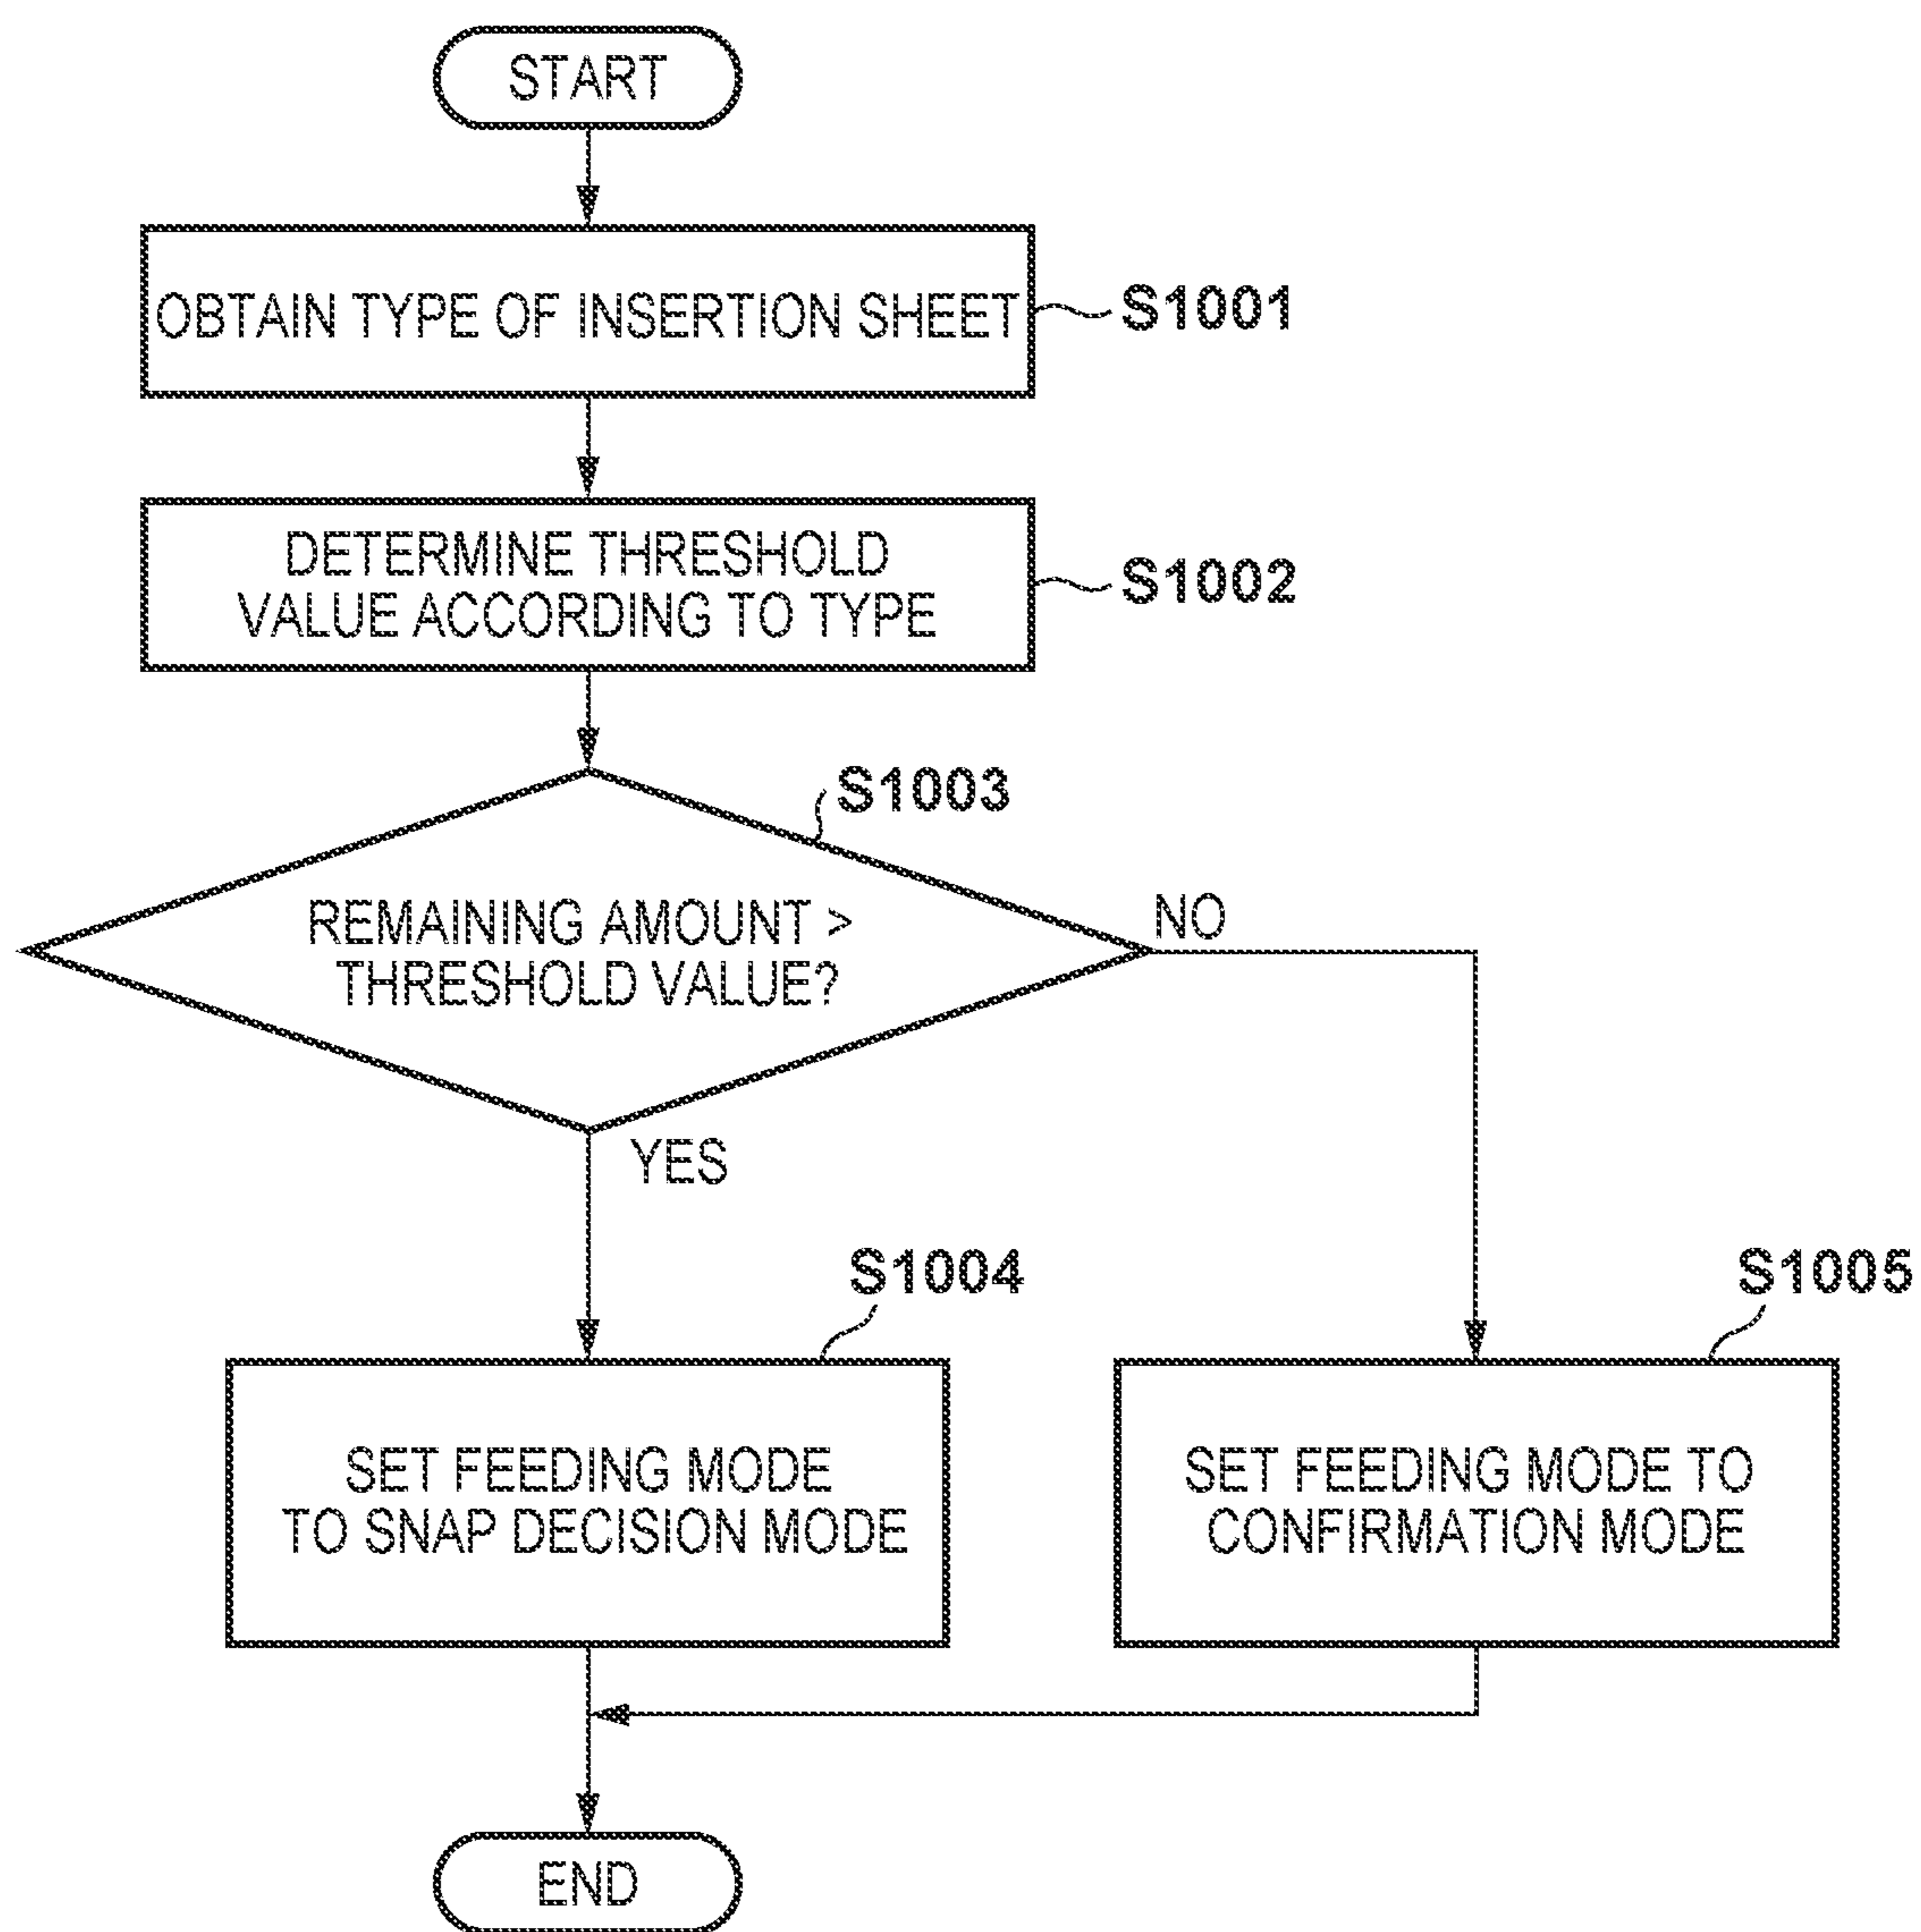 START
OBTAIN TYPE OF INSERTION SHEET
S1001
DETERMINE THRESHOLD
VALUE ACCORDING TO TYPE
S1002
S1003
REMAINING AMOUNT >
THRESHOLD VALUE?
NO
YES
S1004
SET FEEDING MODE
TO SNAP DECISION MODE
S1005
SET FEEDING MODE TO
CONFIRMATION MODE
END